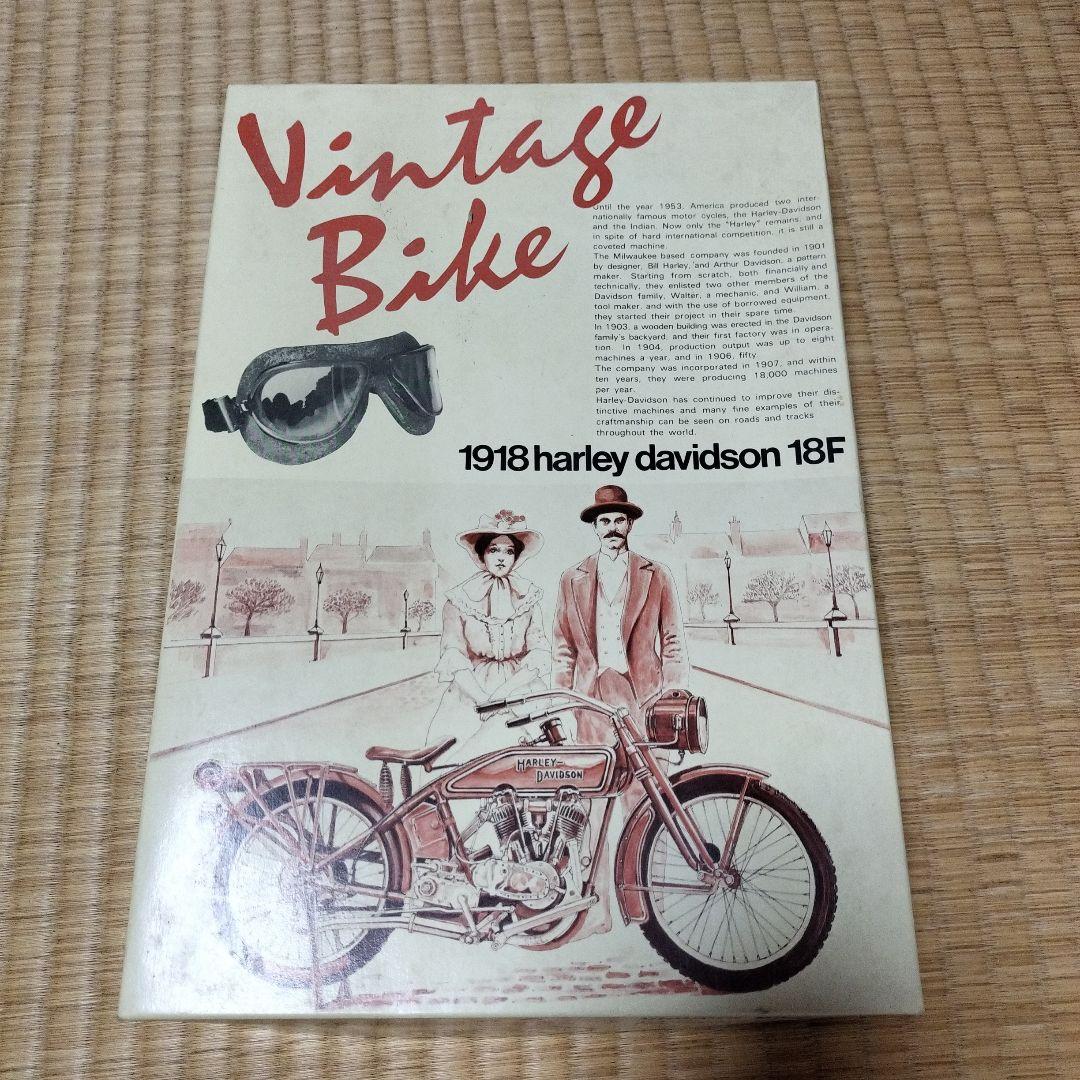 Vintage
Bike
Until the year 1953, America produced two inter-
nationally famous motor cycles, the Harley-Davidson
and the Indian. Now only the "Harley" remains, and
in spite of hard international competition, it is still a
coveted machine.
The Milwaukee based company was founded in 1901
by designer, Bill Harley, and Arthur Davidson, a pattern
maker. Starting from scratch, both financially and
technically, they enlisted two other members of the
Davidson family, Walter, a mechanic, and William, a
tool maker, and with the use of borrowed equipment,
they started their project in their spare time.
In 1903, a wooden building was erected in the Davidson
family's backyard, and their first factory was in opera-
tion. In 1904, production output was up to eight
machines a year, and in 1906, fifty.
The company was incorporated in 1907, and within
ten years, they were producing 18,000 machines
per year.
Harley-Davidson has continued to improve their dis-
tinctive machines and many fine examples of their
craftmanship can be seen on roads and tracks
throughout the world.
1918 harley davidson 18F
HARLEY-
DAVIDSON